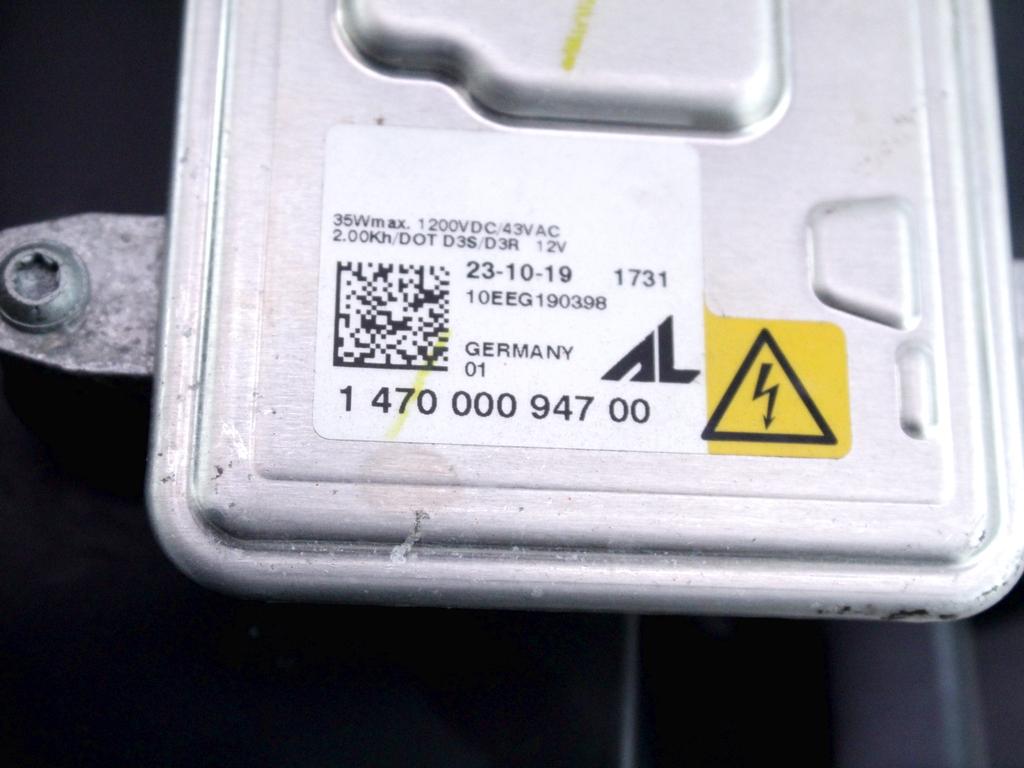 35Wmax. 1200VDC/43VAC
2.00Kh/DOT D3S/D3R 12V
23-10-19 1731
10EEG190398
GERMANY
01
AL
1 470 000 947 00